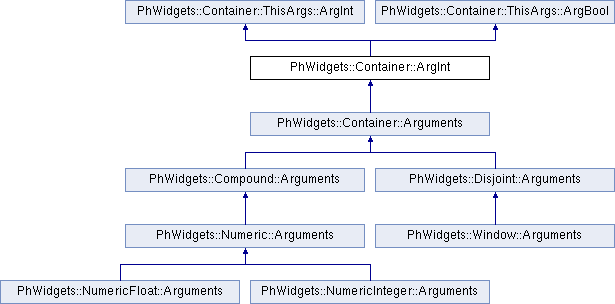 PhWidgets::Container::ThisArgs::ArgInt
PhWidgets::Container::ThisArgs::ArgBool
PhWidgets::Container::ArgInt
PhWidgets::Container::Arguments
PhWidgets::Compound::Arguments
PhWidgets::Disjoint::Arguments
PhWidgets::Numeric::Arguments
PhWidgets::Window::Arguments
PhWidgets::NumericFloat::Arguments
PhWidgets::NumericInteger::Arguments